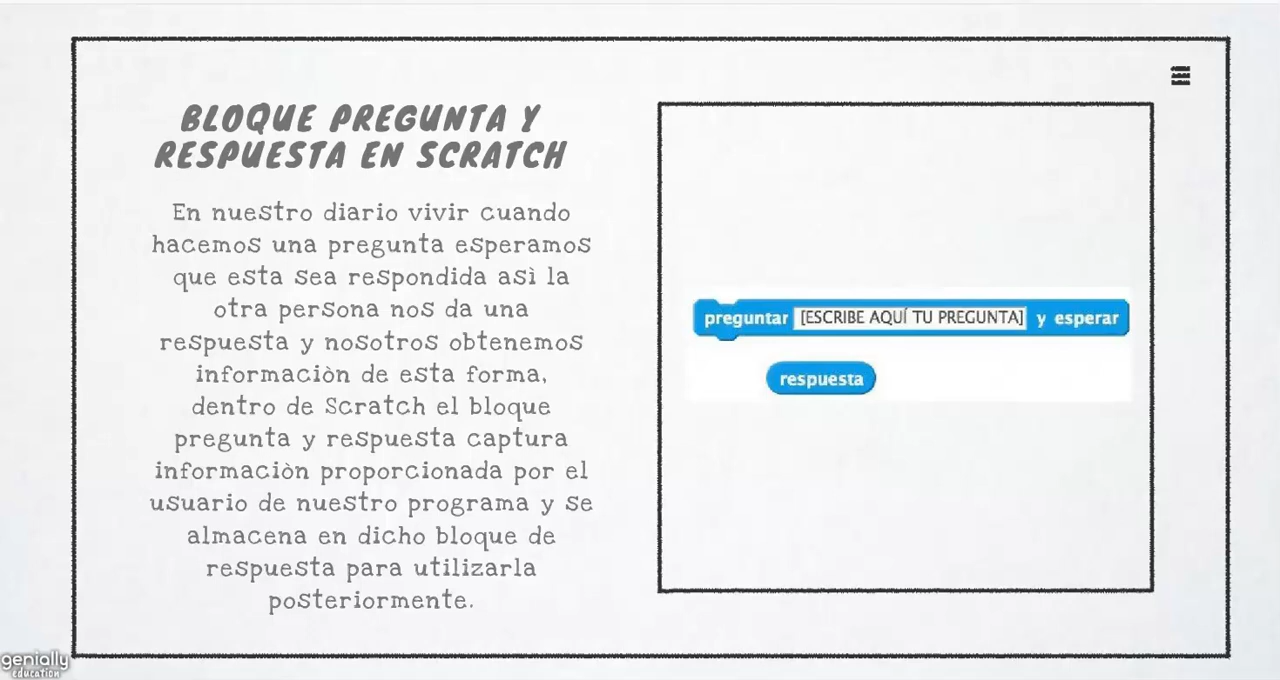 BLOQUE PREGUNTA Y
RESPUESTA EN SCRATCH
En nuestro diario vivir cuando
hacemos una pregunta esperamos
que esta sea respondida asì la
otra persona nos da una
respuesta y nosotros obtenemos
informaciòn de esta forma,
dentro de Scratch el bloque
pregunta y respuesta captura
informaciòn proporcionada por el
usuario de nuestro programa y se
almacena en dicho bloque de
respuesta para utilizarla
posteriormente.
preguntar [ESCRIBE AQUÍ TU PREGUNTA] y esperar
respuesta
genially
EDUCATION